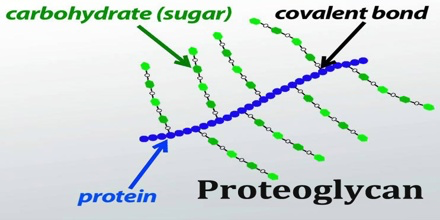 carbohydrate (sugar)
covalent bond
protein
Proteoglycan